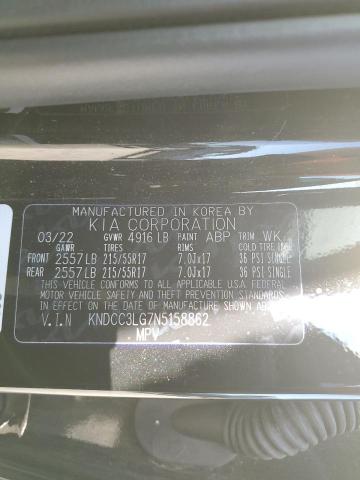 MANUFACTURED IN KOREA BY
KIA CORPORATION
03/22 GVWR 4916 LB PAINT ABP TRIM WK
GAWR TIRES RIMS COLD TIRE INF.
FRONT 2557 LB 215/55R17 7.0JX17 36 PSI SINGLE
REAR 2557 LB 215/55R17 7.0JX17 36 PSI SINGLE
THIS VEHICLE CONFORMS TO ALL APPLICABLE U.S.A. FEDERAL
MOTOR VEHICLE SAFETY AND THEFT PREVENTION STANDARDS
IN EFFECT ON THE DATE OF MANUFACTURE SHOWN ABOVE
V.I.N KNDCC3LG7N5158862
MPV